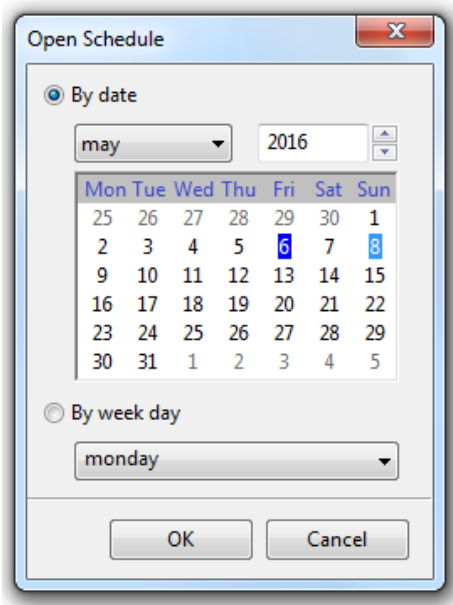 Open Schedule
By date
may 2016
Mon Tue Wed Thu Fri Sat Sun
25 26 27 28 29 30 1
2 3 4 5 6 7 8
9 10 11 12 13 14 15
16 17 18 19 20 21 22
23 24 25 26 27 28 29
30 31 1 2 3 4 5
By week day
monday
OK Cancel